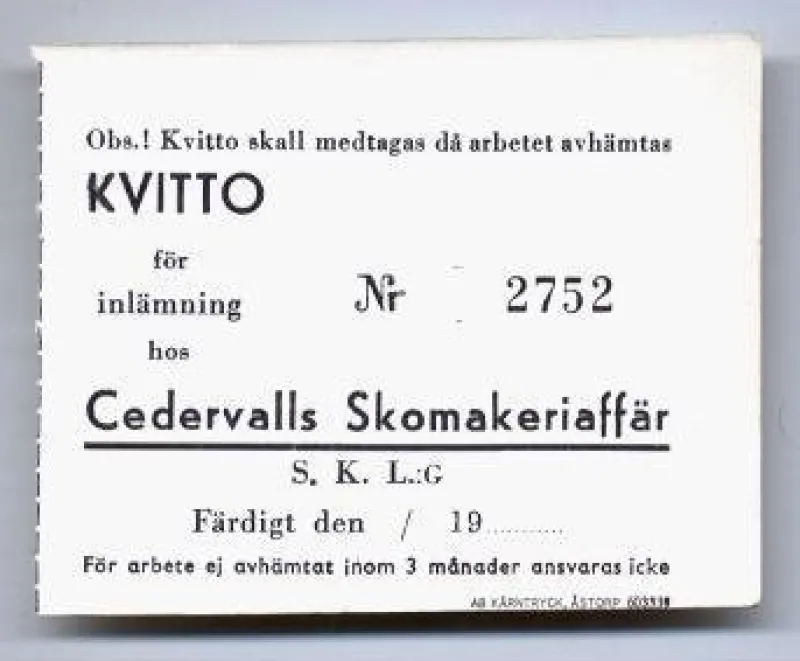 Obs.! Kvitto skall medtagas då arbetet avhämtas
KVITTO
för
inlämning
hos
Nr 2752
Cedervalls Skomakeriaffär
S. K. L.:G
Färdigt den / 19...........
För arbete ej avhämtat inom 3 månader ansvaras icke
AB KÄRNTRYCK, ÅSTORP